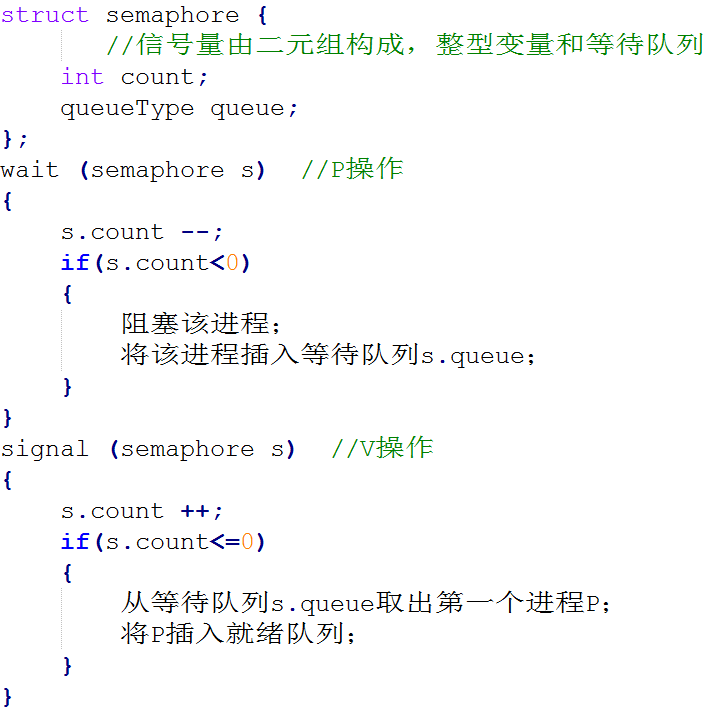 struct semaphore {
//信号量由二元组构成，整型变量和等待队列
int count;
queueType queue;
};
wait (semaphore s)  //P操作
{
s.count --;
if(s.count<0)
{
阻塞该进程；
将该进程插入等待队列s.queue；
}
}
signal (semaphore s)  //V操作
{
s.count ++;
if(s.count<=0)
{
从等待队列s.queue取出第一个进程P；
将P插入就绪队列；
}
}